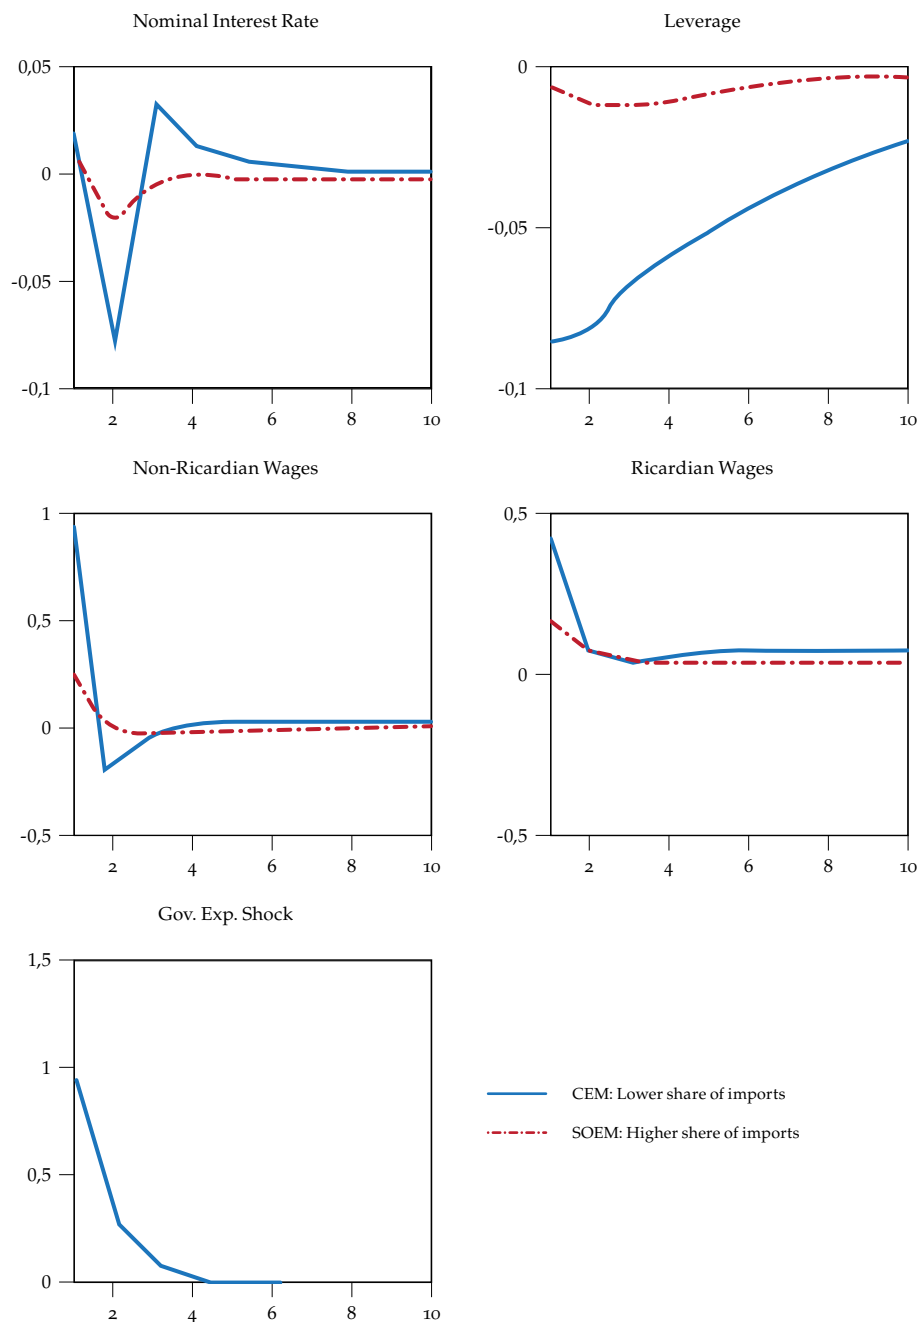 Nominal Interest Rate
0,05
0
-0,05
-0,1
2 4 6 8 10
Leverage
0
-0,05
-0,1
2 4 6 8 10
Non-Ricardian Wages
1
0,5
0
-0,5
2 4 6 8 10
Ricardian Wages
0,5
0
-0,5
2 4 6 8 10
Gov. Exp. Shock
1,5
1
0,5
0
2 4 6 8 10
CEM: Lower share of imports
SOEM: Higher shere of imports